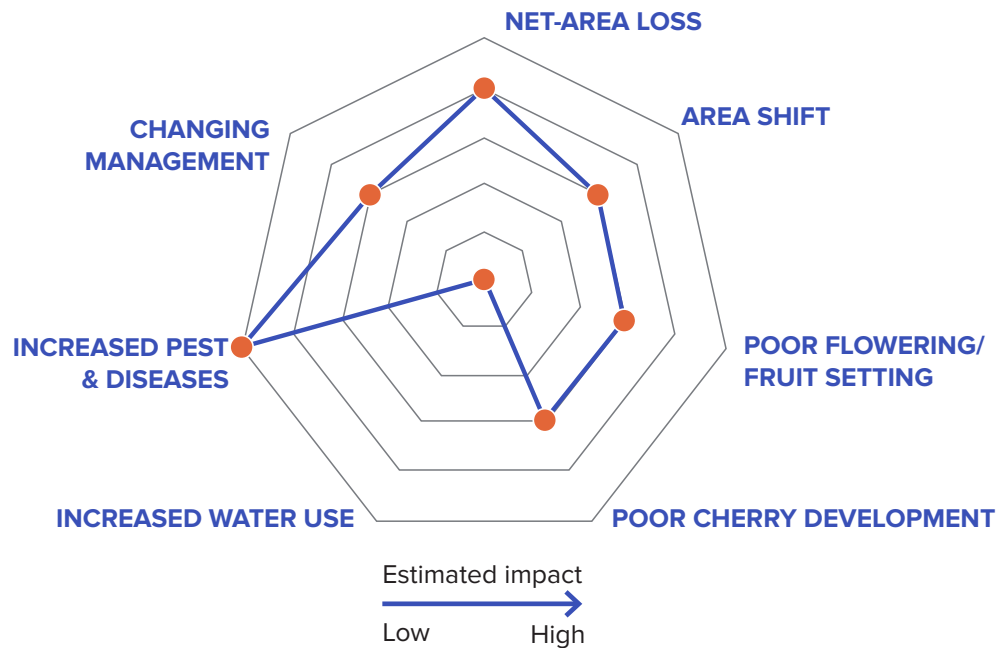 NET-AREA LOSS
AREA SHIFT
CHANGING
MANAGEMENT
INCREASED PEST
& DISEASES
POOR FLOWERING/
FRUIT SETTING
INCREASED WATER USE
POOR CHERRY DEVELOPMENT
Estimated impact
Low
High